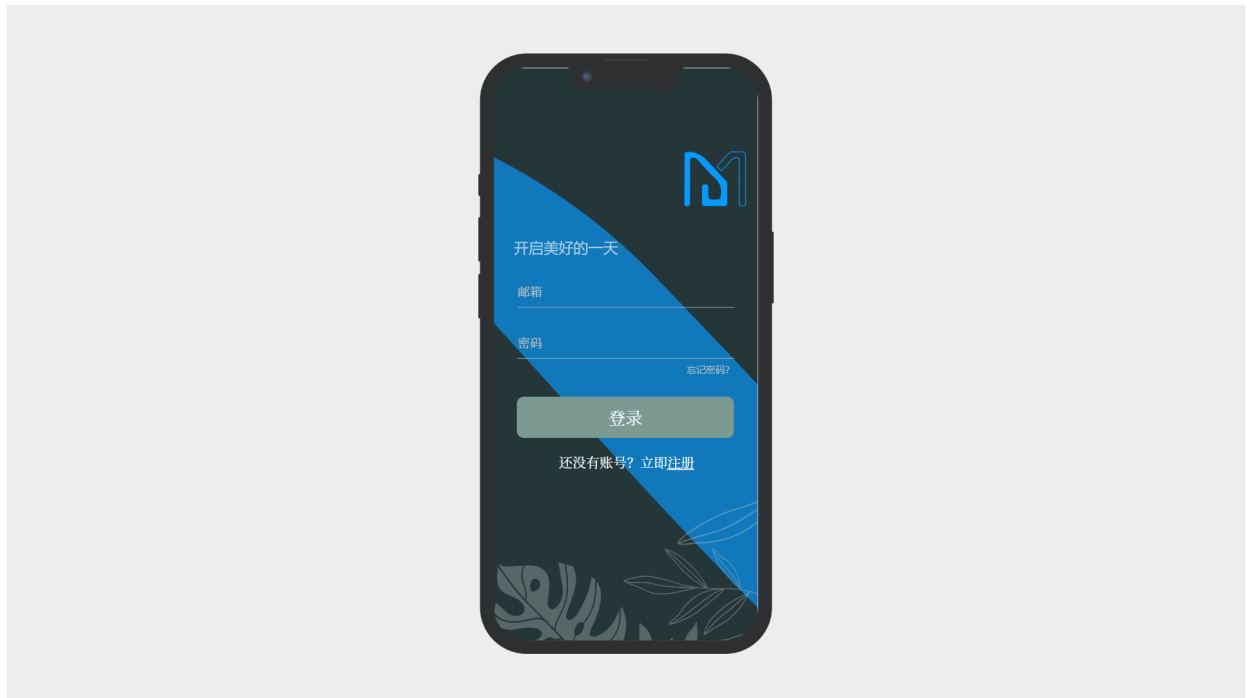 开启美好的一天
邮箱
密码
忘记密码?
登录
还没有账号？立即注册